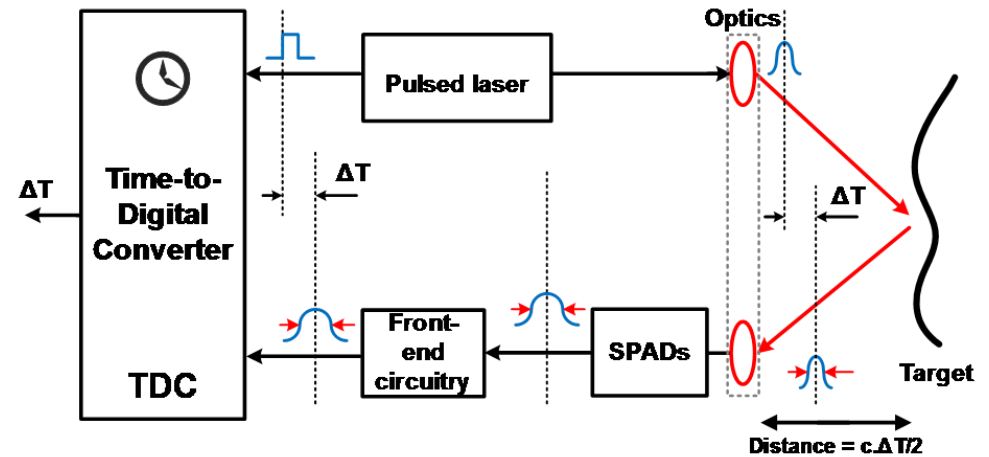 Optics
Pulsed laser
Time-to-
Digital
Converter
ΔT
ΔT
ΔT
Front-
end
circuitry
SPADs
TDC
Target
Distance = c.ΔT/2